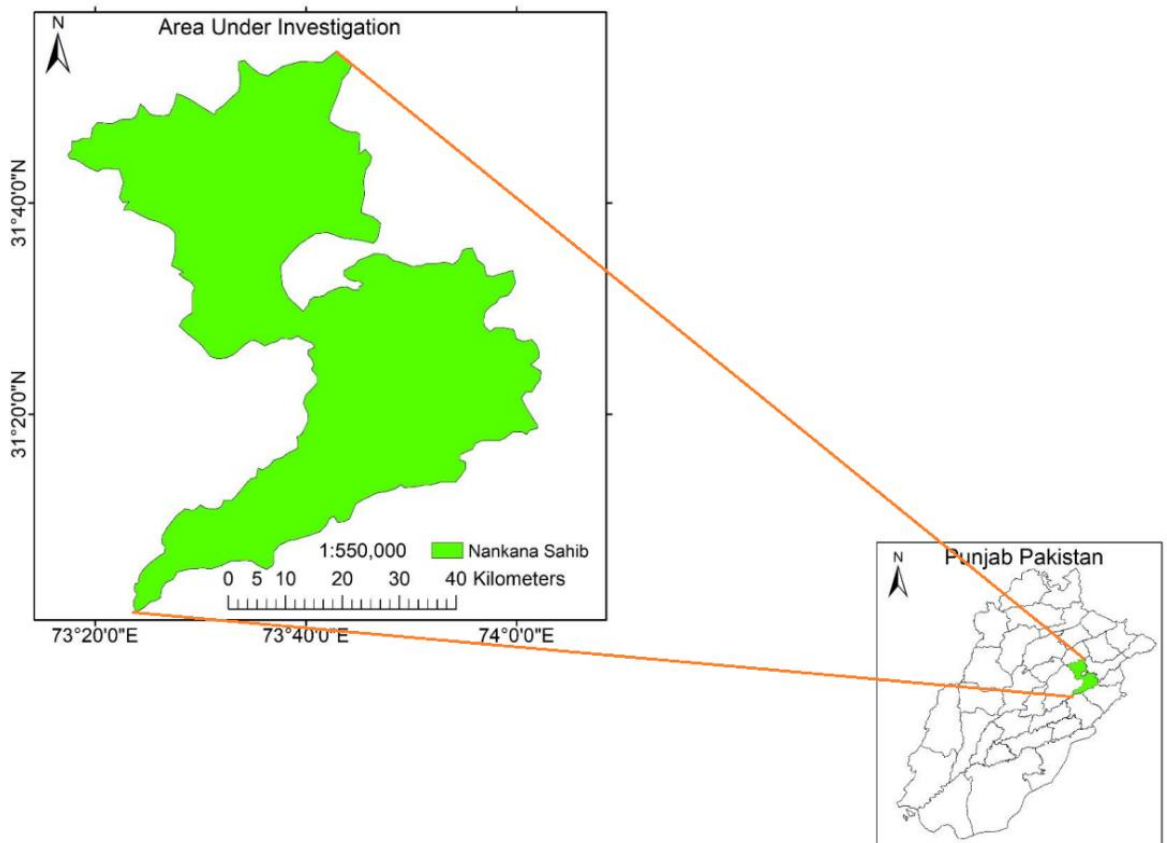 N
Area Under Investigation
31°40'0"N
31°20'0"N
1:550,000
Nankana Sahib
0 5 10 20 30 40 Kilometers
73°20'0"E
73°40'0"E
74°0'0"E
N
Punjab Pakistan